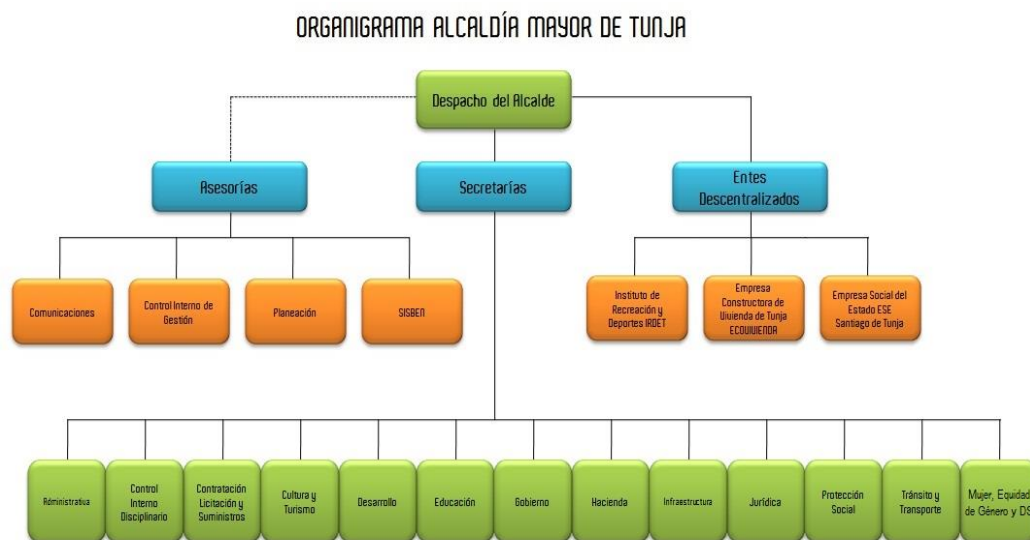 ORGANIGRAMA ALCALDÍA MAYOR DE TUNJA
Despacho del Alcalde
Asesorías
Secretarías
Entes
Descentralizados
Comunicaciones
Control Interno de
Gestión
Planeación
SISBEN
Instituto de
Recreación y
Deportes IRDET
Empresa
Constructora de
Vivienda de Tunja
ECOVIVIENDA
Empresa Social del
Estado ESE
Santiago de Tunja
Administrativa
Control
Interno
Disciplinario
Contratación
Licitación y
Suministros
Cultura y
Turismo
Desarrollo
Educación
Gobierno
Hacienda
Infraestructura
Jurídica
Protección
Social
Tránsito y
Transporte
Mujer, Equidad
de Género y DS